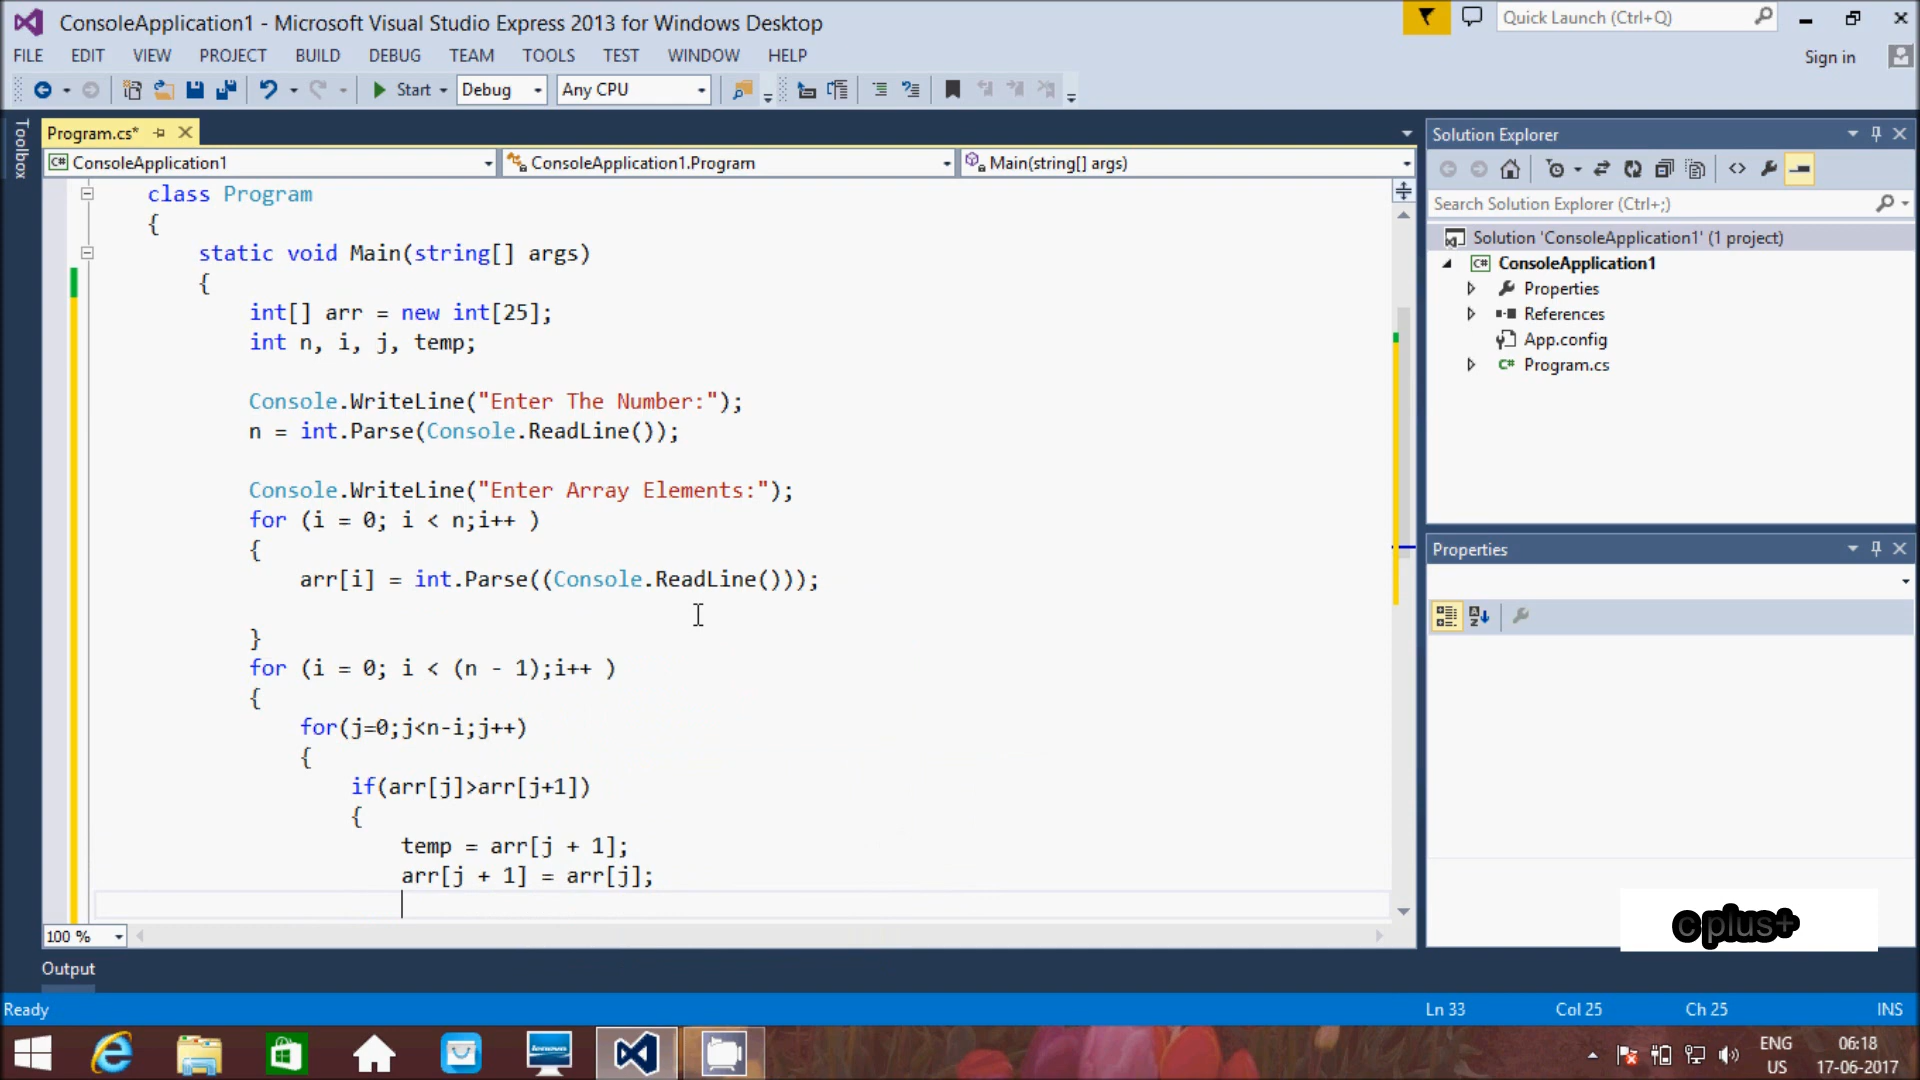 ConsoleApplication1 - Microsoft Visual Studio Express 2013 for Windows Desktop
Quick Launch (Ctrl+Q)
FILE EDIT VIEW PROJECT BUILD DEBUG TEAM TOOLS TEST WINDOW HELP
Sign in
Start Debug Any CPU
Toolbox
Program.cs*
ConsoleApplication1 ConsoleApplication1.Program Main(string[] args)
class Program
{
static void Main(string[] args)
{
int[] arr = new int[25];
int n, i, j, temp;
Console.WriteLine("Enter The Number:");
n = int.Parse(Console.ReadLine());
Console.WriteLine("Enter Array Elements:");
for (i = 0; i < n;i++ )
{
arr[i] = int.Parse((Console.ReadLine()));
}
for (i = 0; i < (n - 1);i++ )
{
for(j=0;j<n-i;j++)
{
if(arr[j]>arr[j+1])
{
temp = arr[j + 1];
arr[j + 1] = arr[j];
100 %
Solution Explorer
Search Solution Explorer (Ctrl+;)
Solution 'ConsoleApplication1' (1 project)
C# ConsoleApplication1
Properties
References
App.config
C# Program.cs
Properties
c plus+
Output
Ready
Ln 33 Col 25 Ch 25 INS
ENG
US
06:18
17-06-2017